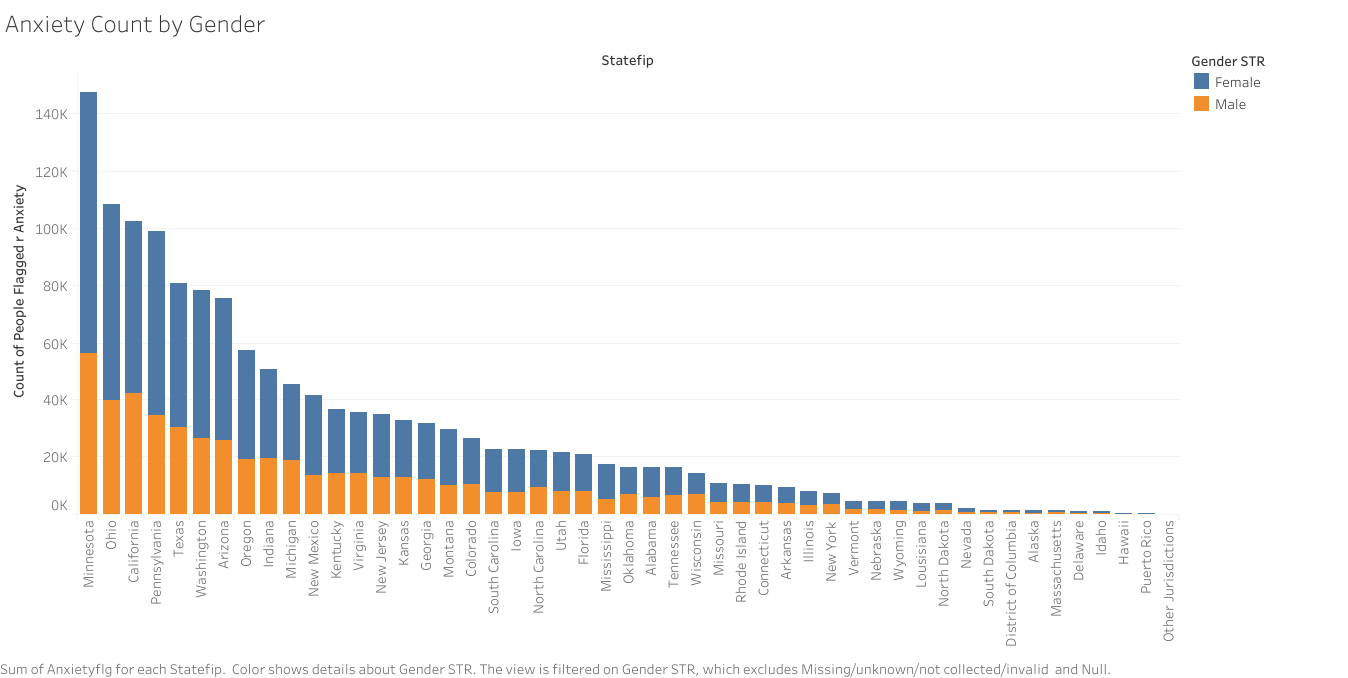 Anxiety Count by Gender
Statefip
Gender STR
Female
Male
Count of People Flagged r Anxiety
140K
120K
100K
80K
60K
40K
20K
0K
Minnesota
Ohio
California
Pennsylvania
Texas
Washington
Arizona
Oregon
Indiana
Michigan
New Mexico
Kentucky
Virginia
New Jersey
Kansas
Georgia
Montana
Colorado
South Carolina
Iowa
North Carolina
Utah
Florida
Mississippi
Oklahoma
Alabama
Tennessee
Wisconsin
Missouri
Rhode Island
Connecticut
Arkansas
Illinois
New York
Vermont
Nebraska
Wyoming
Lousisiana
North Dakota
Nevada
South Dakota
District of Columbia
Alaska
Massachusetts
Delaware
Idaho
Hawaii
Puerto Rico
Other Jurisdictions
Sum of Anxietyflg for each Statefip. Color shows details about Gender STR. The view is filtered on Gender STR, which excludes Missing/unknown/not collected/invalid and Null.